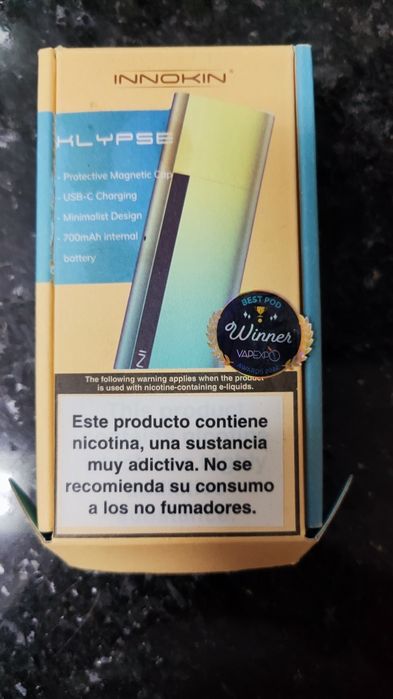 INNOKIN
KLYPSE
- Protective Magnetic Cap
- USB-C Charging
- Minimalist Design
- 700mAh internal
battery
BEST POD
Winner
VAPEXPO
AWARDS 2022
The following warning applies when the product
is used with nicotine-containing e-liquids.
Este producto contiene
nicotina, una sustancia
muy adictiva. No se
recomienda su consumo
a los no fumadores.